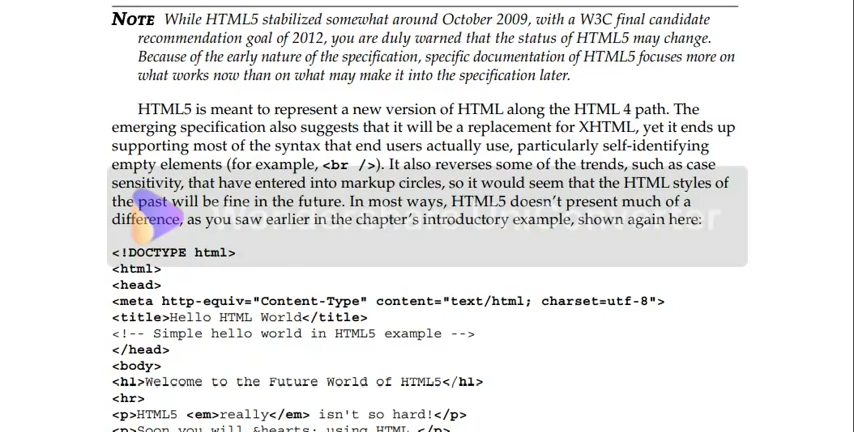 NOTE While HTML5 stabilized somewhat around October 2009, with a W3C final candidate
recommendation goal of 2012, you are duly warned that the status of HTML5 may change.
Because of the early nature of the specification, specific documentation of HTML5 focuses more on
what works now than on what may make it into the specification later.
HTML5 is meant to represent a new version of HTML along the HTML 4 path. The
emerging specification also suggests that it will be a replacement for XHTML, yet it ends up
supporting most of the syntax that end users actually use, particularly self-identifying
empty elements (for example, <br />). It also reverses some of the trends, such as case
sensitivity, that have entered into markup circles, so it would seem that the HTML styles of
the past will be fine in the future. In most ways, HTML5 doesn't present much of a
difference, as you saw earlier in the chapter's introductory example, shown again here:
Wondershare UniConverter
<!DOCTYPE html>
<html>
<head>
<meta http-equiv="Content-Type" content="text/html; charset=utf-8">
<title>Hello HTML World</title>
<!-- Simple hello world in HTML5 example -->
</head>
<body>
<h1>Welcome to the Future World of HTML5</h1>
<hr>
<p>HTML5 <em>really</em> isn't so hard!</p>
<p>Soon you will &hearts; using HTML.</p>